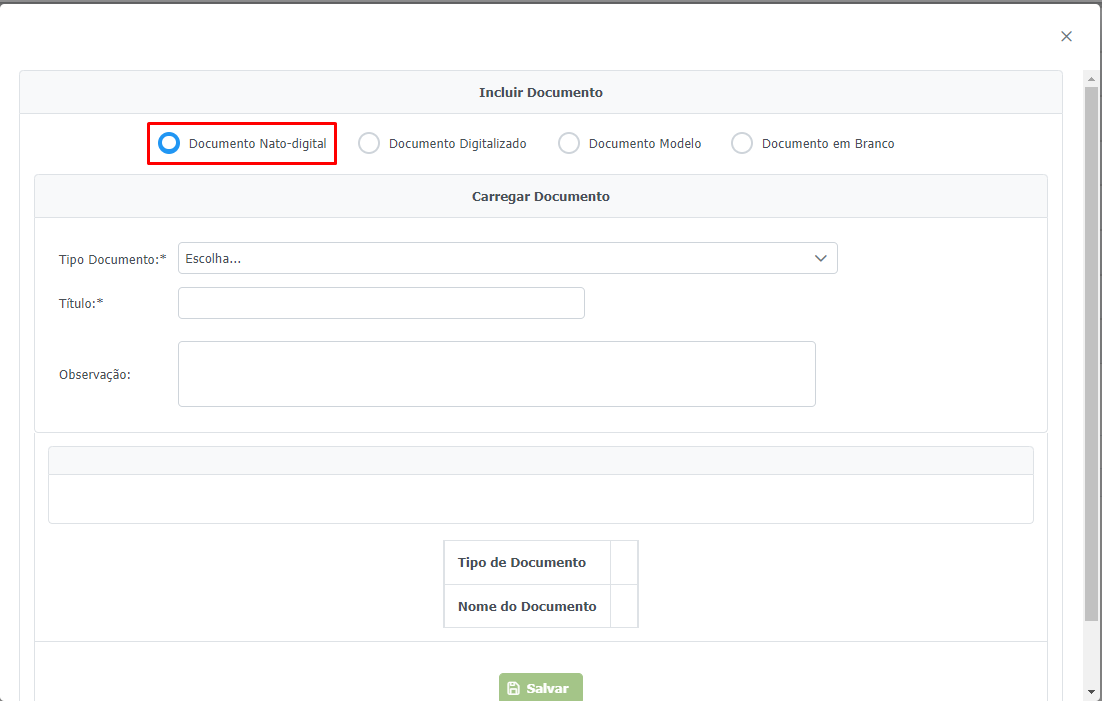 Incluir Documento
Documento Nato-digital Documento Digitalizado Documento Modelo Documento em Branco
Carregar Documento
Tipo Documento:* Escolha...
Título:*
Observação:
Tipo de Documento
Nome do Documento
Salvar